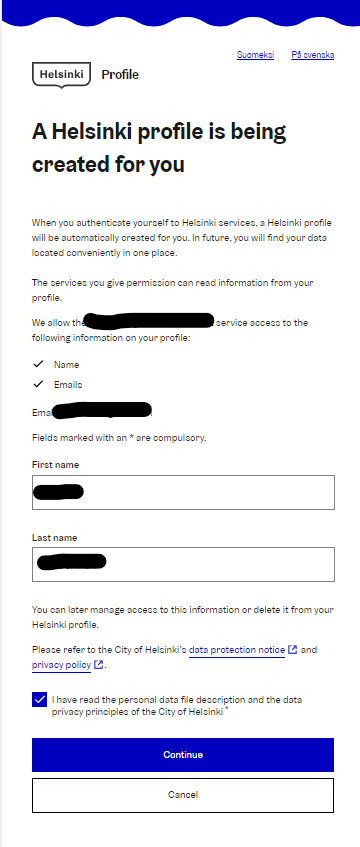 Suomeksi På svenska
Helsinki Profile
A Helsinki profile is being
created for you
When you authenticate yourself to Helsinki services, a Helsinki profile
will be automatically created for you. In future, you will find your data
located conveniently in one place.
The services you give permission can read information from your
profile.
We allow the service access to the
following information on your profile:
Name
Emails
Emai
Fields marked with an * are compulsory.
First name
Last name
You can later manage access to this information or delete it from your
Helsinki profile.
Please refer to the City of Helsinki's data protection notice and
privacy policy .
I have read the personal data file description and the data
privacy principles of the City of Helsinki *
Continue
Cancel